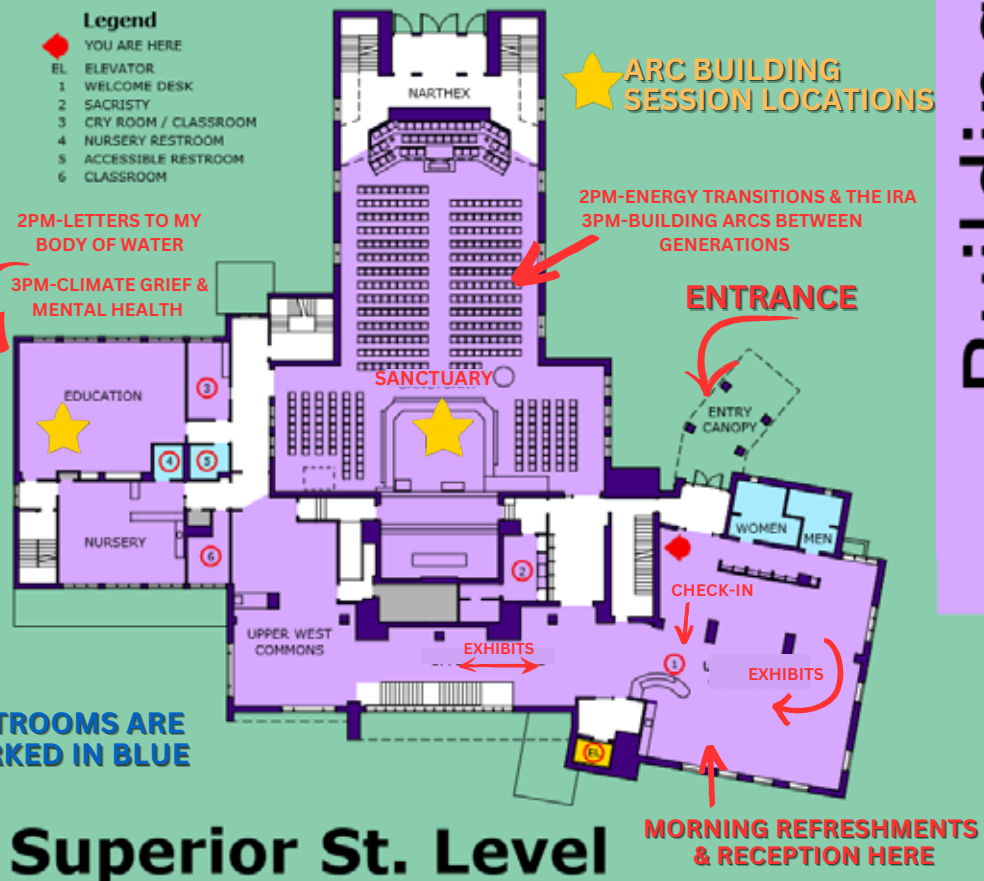 Legend
YOU ARE HERE
EL ELEVATOR
1 WELCOME DESK
2 SACRISTY
3 CRY ROOM / CLASSROOM
4 NURSERY RESTROOM
5 ACCESSIBLE RESTROOM
6 CLASSROOM
ARC BUILDING
SESSION LOCATIONS
NARTHEX
2PM-ENERGY TRANSITIONS & THE IRA
3PM-BUILDING ARCS BETWEEN
GENERATIONS
2PM-LETTERS TO MY
BODY OF WATER
3PM-CLIMATE GRIEF &
MENTAL HEALTH
ENTRANCE
SANCTUARY
EDUCATION
3
ENTRY
CANOPY
4
5
WOMEN
MEN
NURSERY
6
2
CHECK-IN
UPPER WEST
COMMONS
EXHIBITS
1
EXHIBITS
TROOMS ARE
RKED IN BLUE
EL
MORNING REFRESHMENTS
& RECEPTION HERE
Superior St. Level